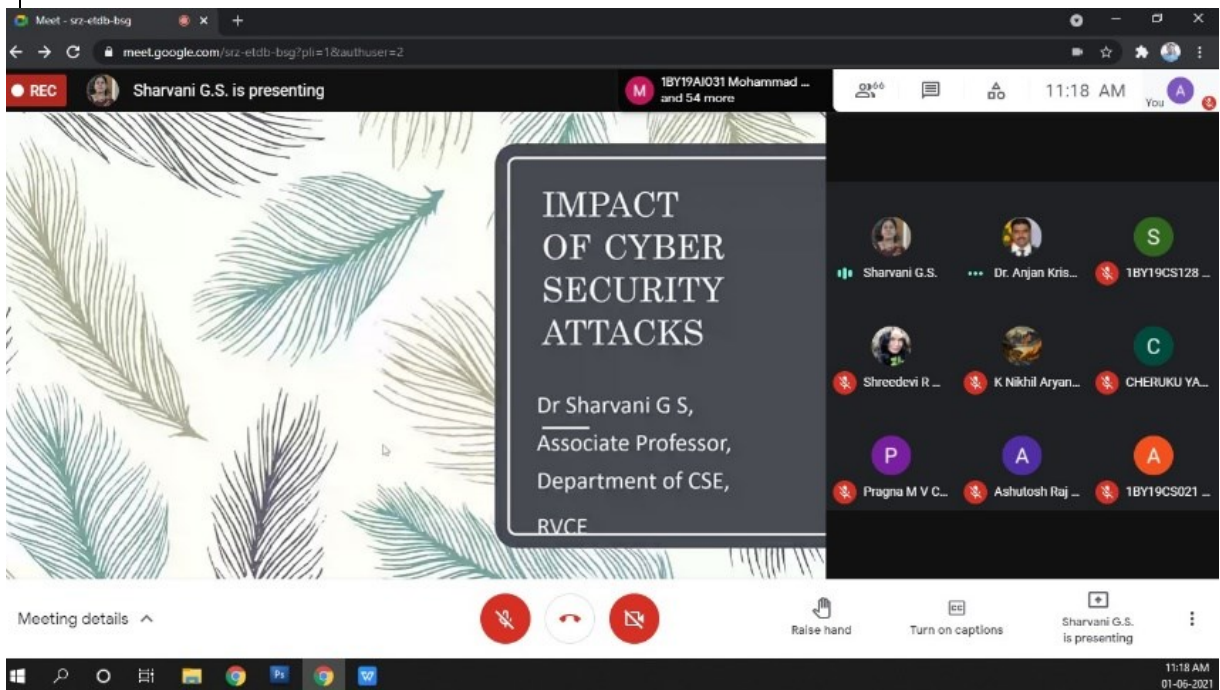 Meet - srz-etdb-bsg
meet.google.com/srz-etdb-bsg?pli=1&authuser=2
REC
Sharvani G.S. is presenting
M
1BY19AI031 Mohammad ...
and 54 more
66
11:18 AM
You
A
IMPACT
OF CYBER
SECURITY
ATTACKS
Dr Sharvani G S,
Associate Professor,
Department of CSE,
RVCE
Sharvani G.S.
Dr. Anjan Kris...
S
1BY19CS128 ...
Shreedevi R ...
K Nikhil Aryan...
C
CHERUKU YA...
P
Pragna M V C...
A
Ashutosh Raj ...
A
1BY19CS021 ...
Meeting details
Raise hand
CC
Turn on captions
Sharvani G.S.
is presenting
Ps
W
11:18 AM
01-06-2021